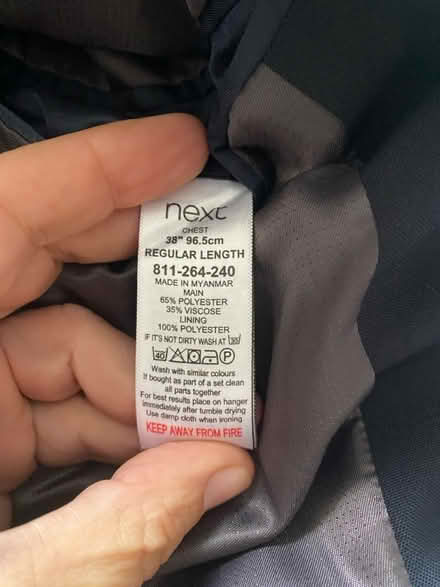 next
CHEST
38" 96.5cm
REGULAR LENGTH
811-264-240
MADE IN MYANMAR
MAIN
65% POLYESTER
35% VISCOSE
LINING
100% POLYESTER
IF IT'S NOT DIRTY WASH AT 30
40 P
Wash with similar colours
If bought as part of a set clean
all parts together
For best results place on hanger
immediately after tumble drying
Use damp cloth when ironing
KEEP AWAY FROM FIRE